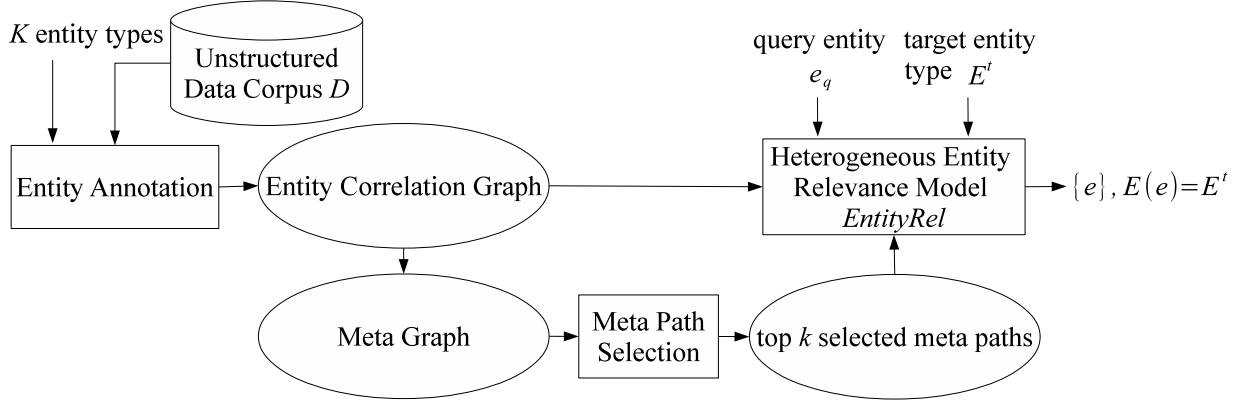 K entity types
Unstructured
Data Corpus D
query entity
e_q
target entity
type E^t
Entity Annotation
Entity Correlation Graph
Heterogeneous Entity
Relevance Model
EntityRel
{e}, E(e)=E^t
Meta Graph
Meta Path
Selection
top k selected meta paths